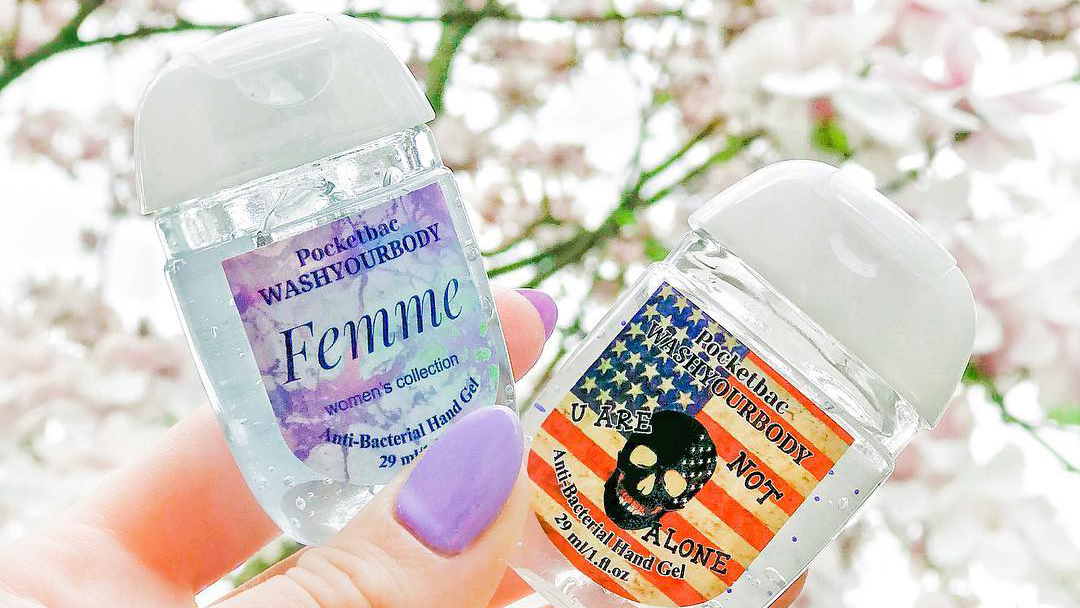 Pocketbac
WASHYOURBODY
Femme
women's collection
Anti-Bacterial Hand Gel
29 ml
Pocketbac
WASHYOURBODY
U ARE
NOT
ALONE
Anti-Bacterial Hand Gel
29 ml/1.fl.oz